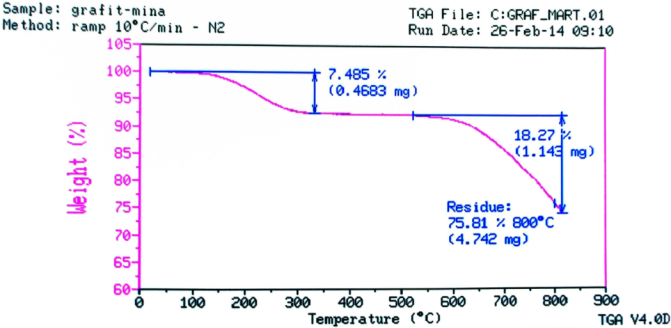 Sample: grafit-mina
Method: ramp 10°C/min - N2
TGA File: C:GRAF_MART.01
Run Date: 26-Feb-14 09:10
105
100
95
90
85
80
75
70
65
60
Weight (%)
7.485 %
(0.4683 mg)
18.27 %
(1.143 mg)
Residue:
75.81 % 800°C
(4.742 mg)
0 100 200 300 400 500 600 700 800 900
Temperature (°C)
TGA V4.0D